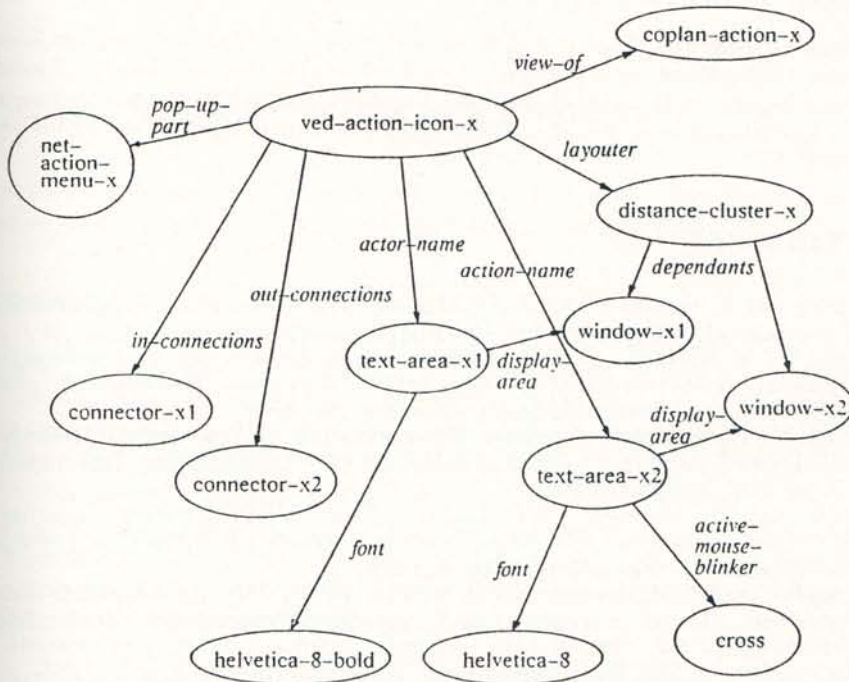 coplan-action-x
view-of
pop-up-
part
ved-action-icon-x
net-
action-
menu-x
layouter
distance-cluster-x
actor-name
action-name
dependants
out-connections
in-connections
window-x1
text-area-x1
display-
area
connector-x1
window-x2
display-
area
connector-x2
text-area-x2
active-
mouse-
blinker
font
font
cross
helvetica-8-bold
helvetica-8